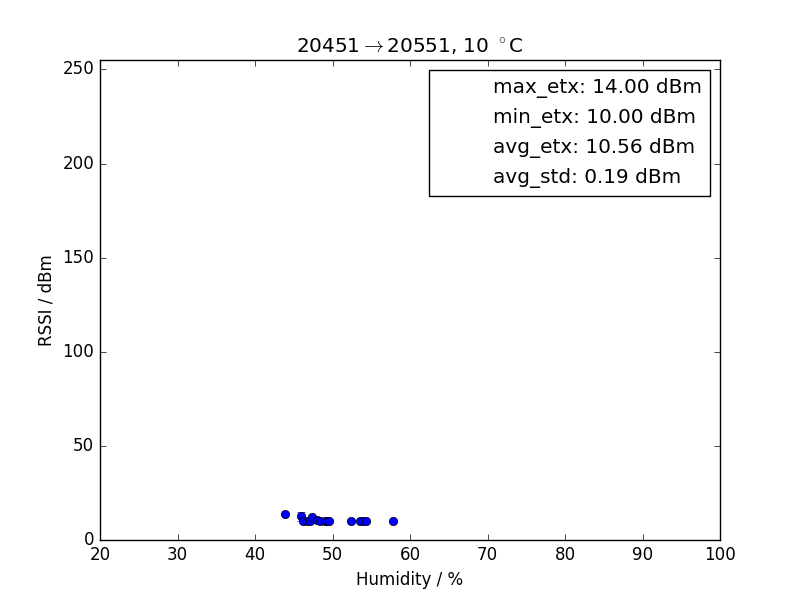 20451→20551, 10 °C
max_etx: 14.00 dBm
min_etx: 10.00 dBm
avg_etx: 10.56 dBm
avg_std: 0.19 dBm
RSSI / dBm
250
200
150
100
50
0
20 30 40 50 60 70 80 90 100
Humidity / %